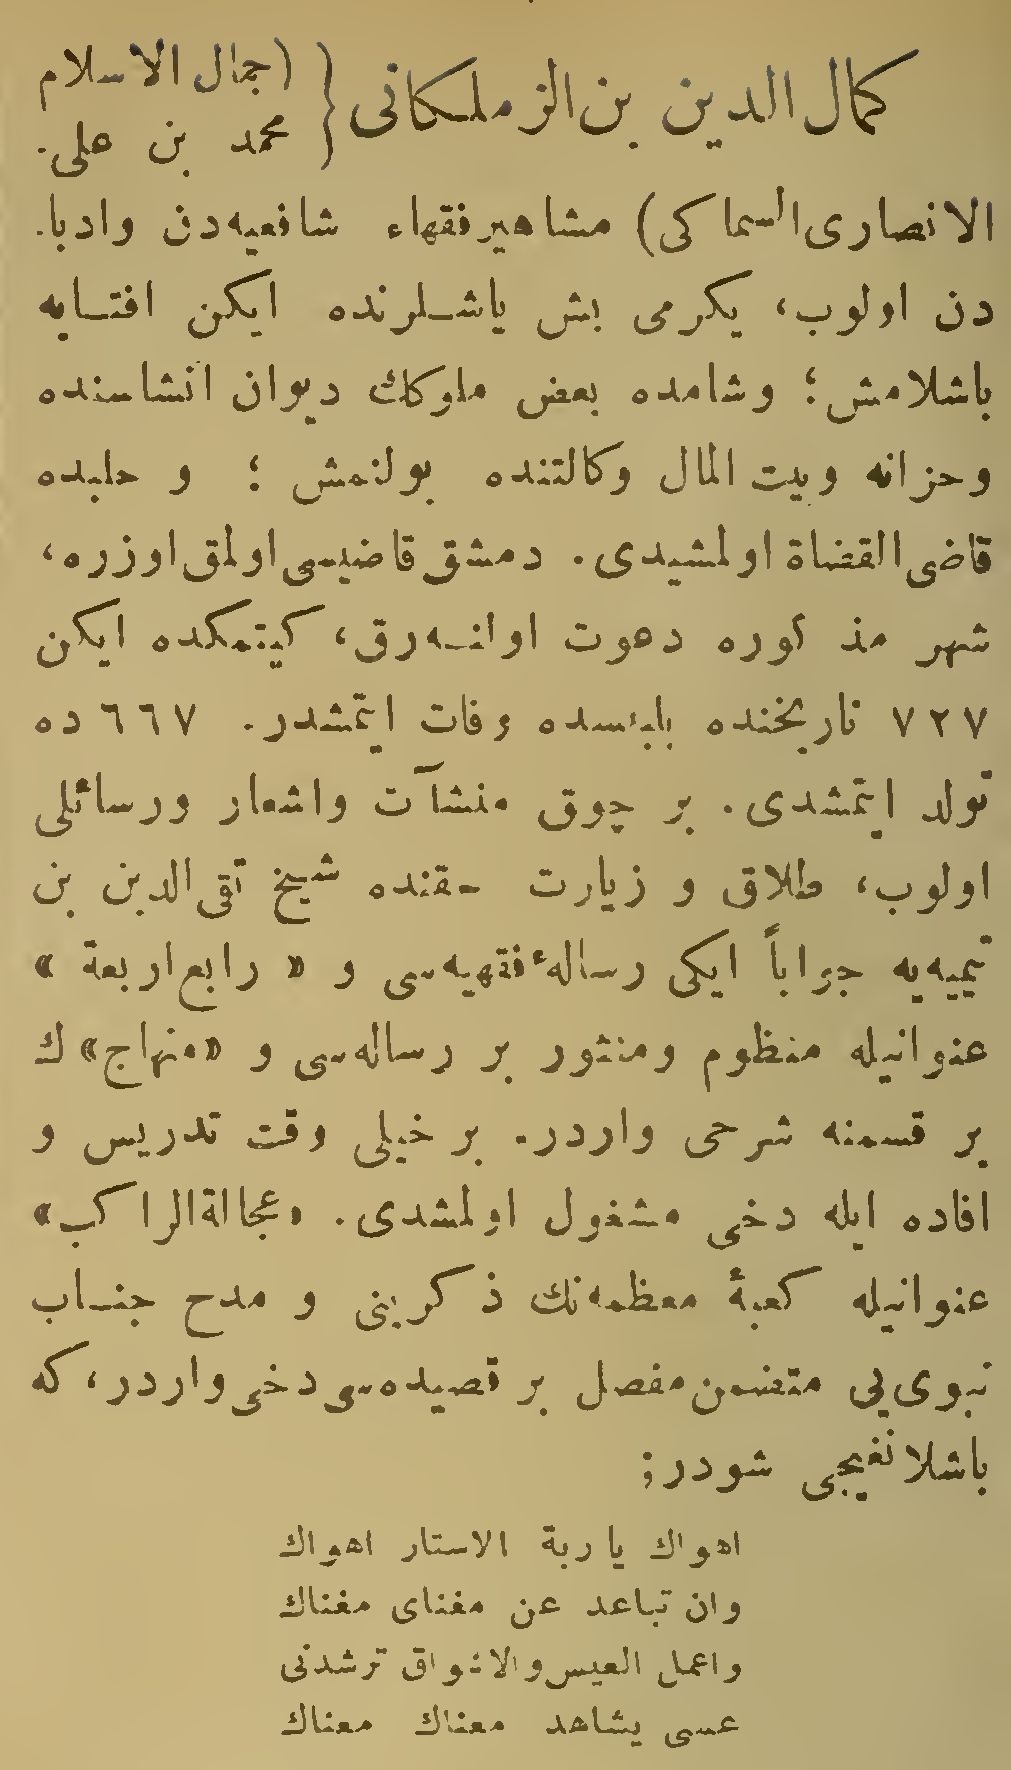 كمال الدين بن الزملكانى { (جمال الاسلام
محمد بن على
الانصارى السماكى) مشاهير فقهاء شافعيه‌دن وادبا
دن اولوب، يكرمى بش ياشلرنده ايكن افتايه
باشلامش؛ وشامده بعض ملوكك ديوان انشاسنده
وخزانه وبيت المال وكالتنده بولنمش؛ و حلبده
قاضى القضاة اولمشيدى. دمشق قاضيسى اولمق اوزره،
شهر مذكوره دعوت اولنه‌رق، كيتمكده ايكن
٧٢٧ تاريخنده بلبيسده وفات ايتمشدر. ٦٦٧ ده
تولد ايتمشدى. بر چوق منشآت واشعار ورسائلى
اولوب، طلاق و زيارت حقنده شيخ تقى الدين بن
تيميه‌يه جواباً ايكى رسالهٔ فقهيه‌سى و «رابع اربعة»
عنوانيله منظوم ومنثور بر رساله‌سى و «منهاج»ك
بر قسمنه شرحى واردر. بر خيلى وقت تدريس و
افاده ايله دخى مشغول اولمشدى. «عجالة الراكب»
عنوانيله كعبهٔ معظمه‌نك ذكرينى و مدح جناب
نبوى‌يى متضمن مفصل بر قصيده‌سى دخى واردر، كه
باشلانغيجى شودر:
اهواك يا ربة الاستار اهواك
وان تباعد عن مغناى مغناك
واعمل العيس والاشواق ترشدنى
عسى يشاهد معناك معناك